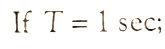 If T = 1 sec;